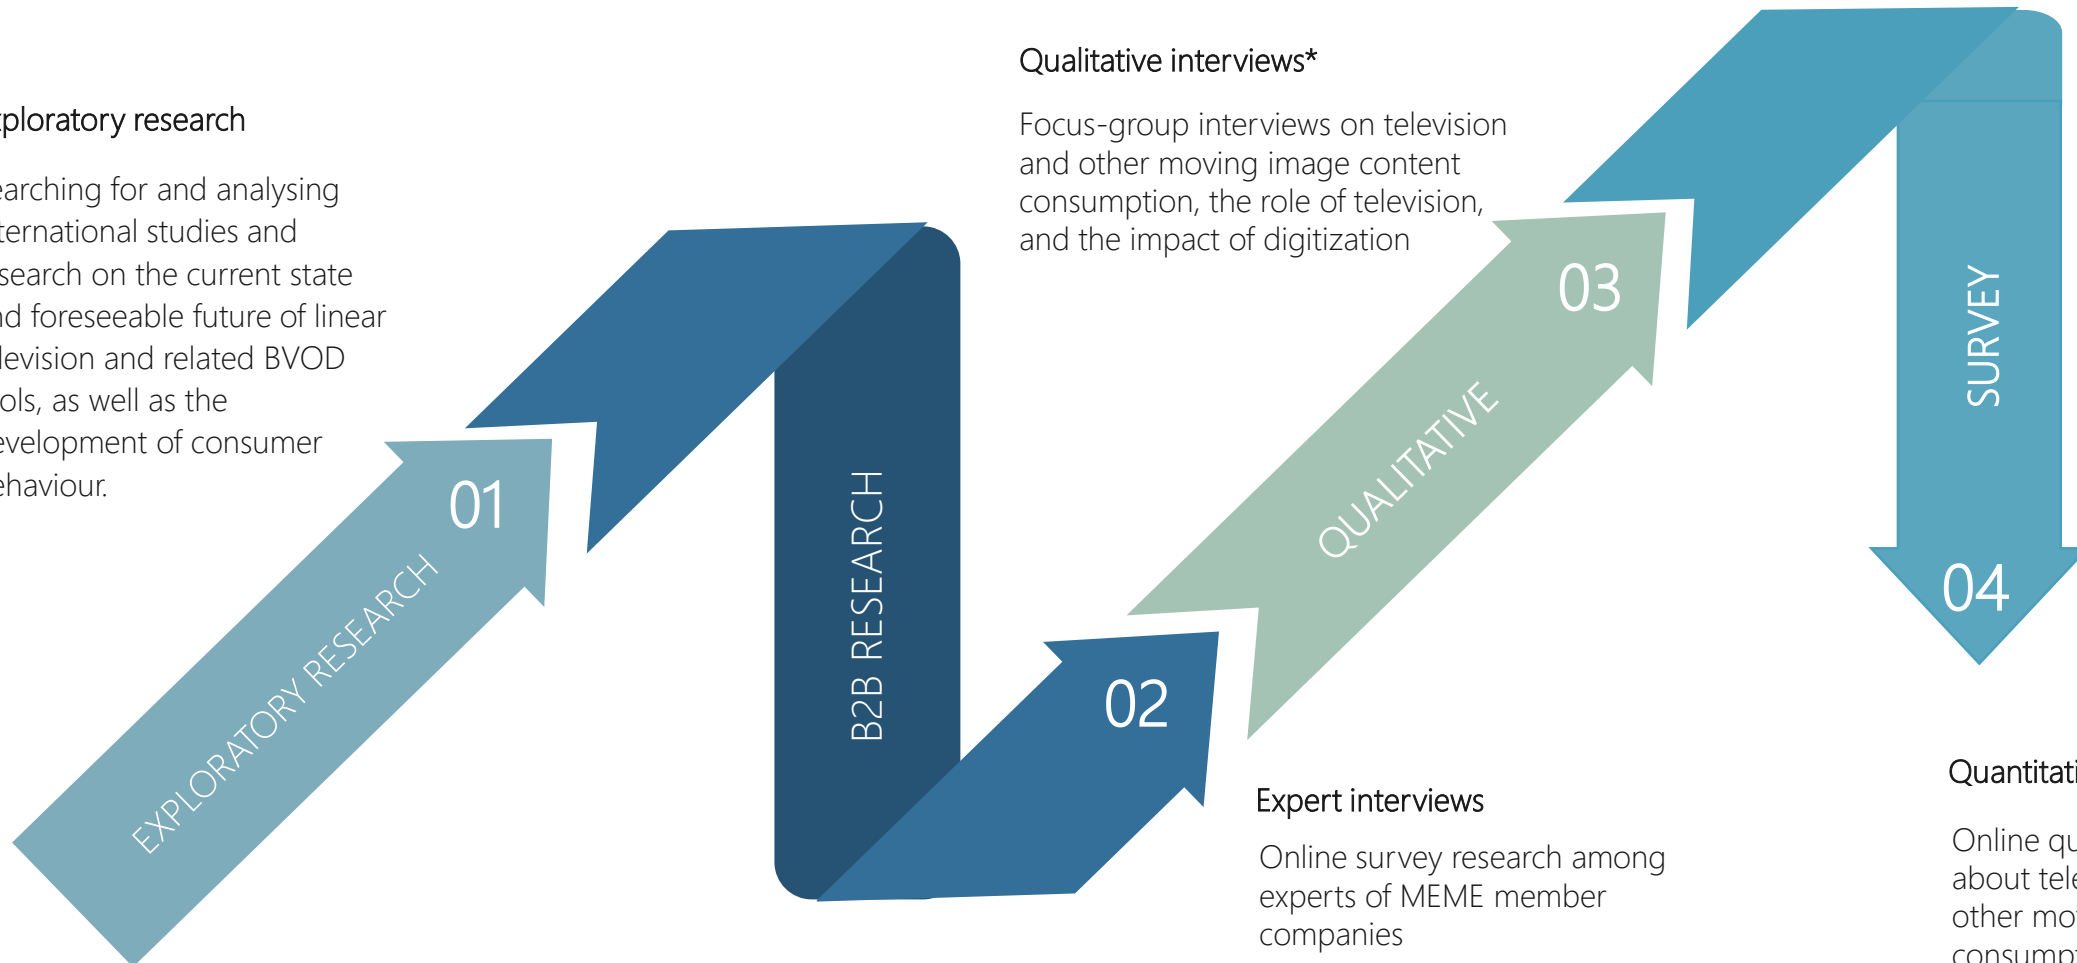 xploratory research
earching for and analysing
ternational studies and
search on the current state
nd foreseeable future of linear
levision and related BVOD
ols, as well as the
evelopment of consumer
ehaviour.
EXPLORATORY RESEARCH
01
B2B RESEARCH
02
Expert interviews
Online survey research among
experts of MEME member
companies
Qualitative interviews*
Focus-group interviews on television
and other moving image content
consumption, the role of television,
and the impact of digitization
QUALITATIVE
03
SURVEY
04
Quantitati
Online qu
about tele
other mo
consumpt